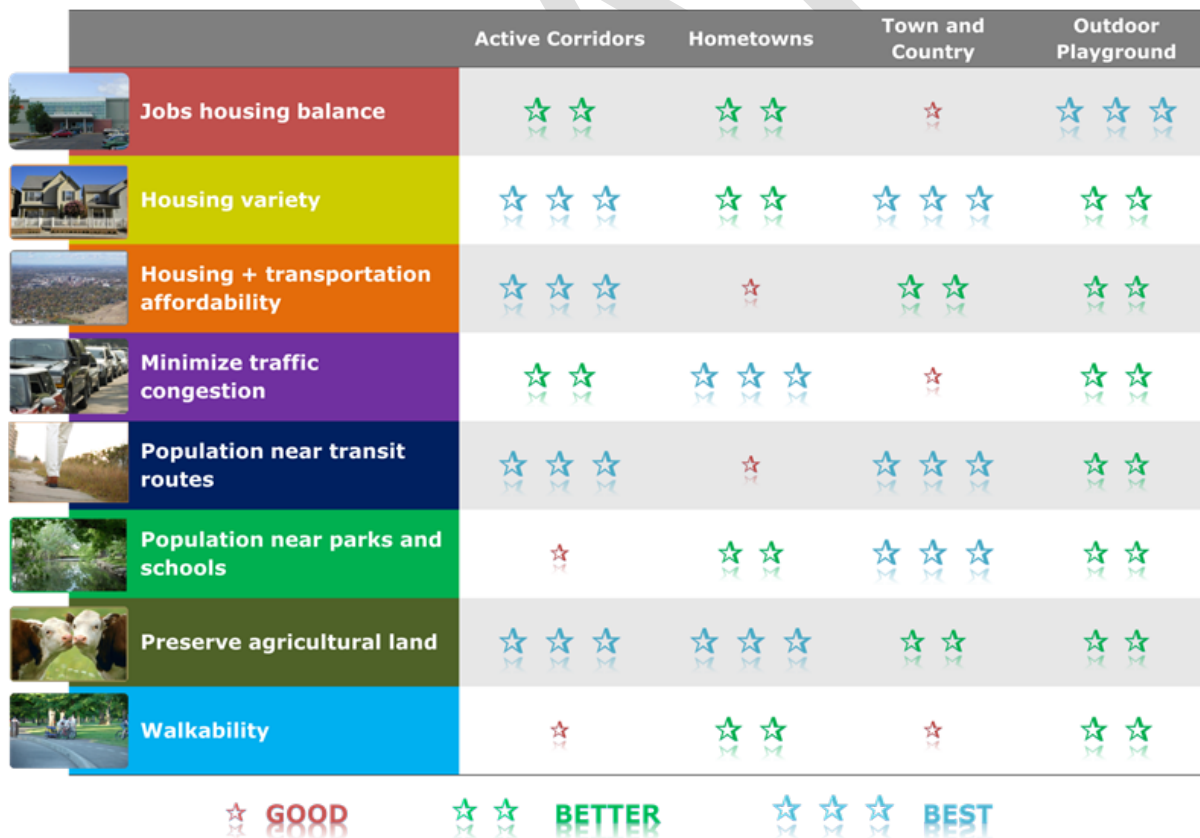 Active Corridors Hometowns Town and Country Outdoor Playground
Jobs housing balance
Housing variety
Housing + transportation
affordability
Minimize traffic
congestion
Population near transit
routes
Population near parks and
schools
Preserve agricultural land
Walkability
GOOD BETTER BEST